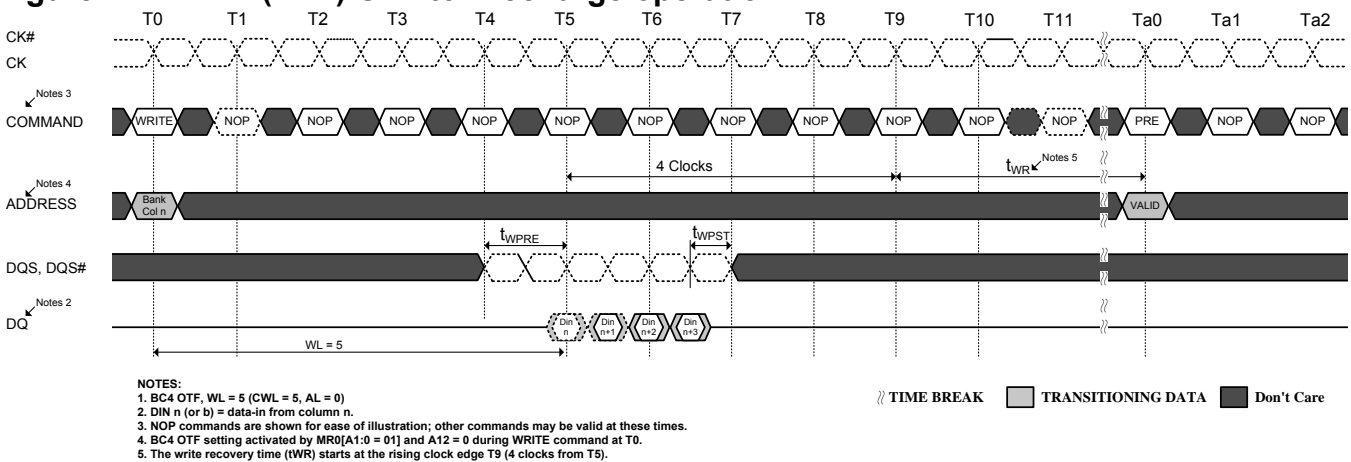 T0 T1 T2 T3 T4 T5 T6 T7 T8 T9 T10 T11 Ta0 Ta1 Ta2
CK#
CK
Notes 3
COMMAND WRITE NOP NOP NOP NOP NOP NOP NOP NOP NOP NOP NOP PRE NOP NOP
4 Clocks tWR Notes 5
Notes 4
ADDRESS Bank Col n VALID
tWPRE tWPST
DQS, DQS#
Notes 2
DQ Din n Din n+1 Din n+2 Din n+3
WL = 5
NOTES:
1. BC4 OTF, WL = 5 (CWL = 5, AL = 0)
2. DIN n (or b) = data-in from column n.
3. NOP commands are shown for ease of illustration; other commands may be valid at these times.
4. BC4 OTF setting activated by MR0[A1:0 = 01] and A12 = 0 during WRITE command at T0.
5. The write recovery time (tWR) starts at the rising clock edge T9 (4 clocks from T5).
TIME BREAK TRANSITIONING DATA Don't Care